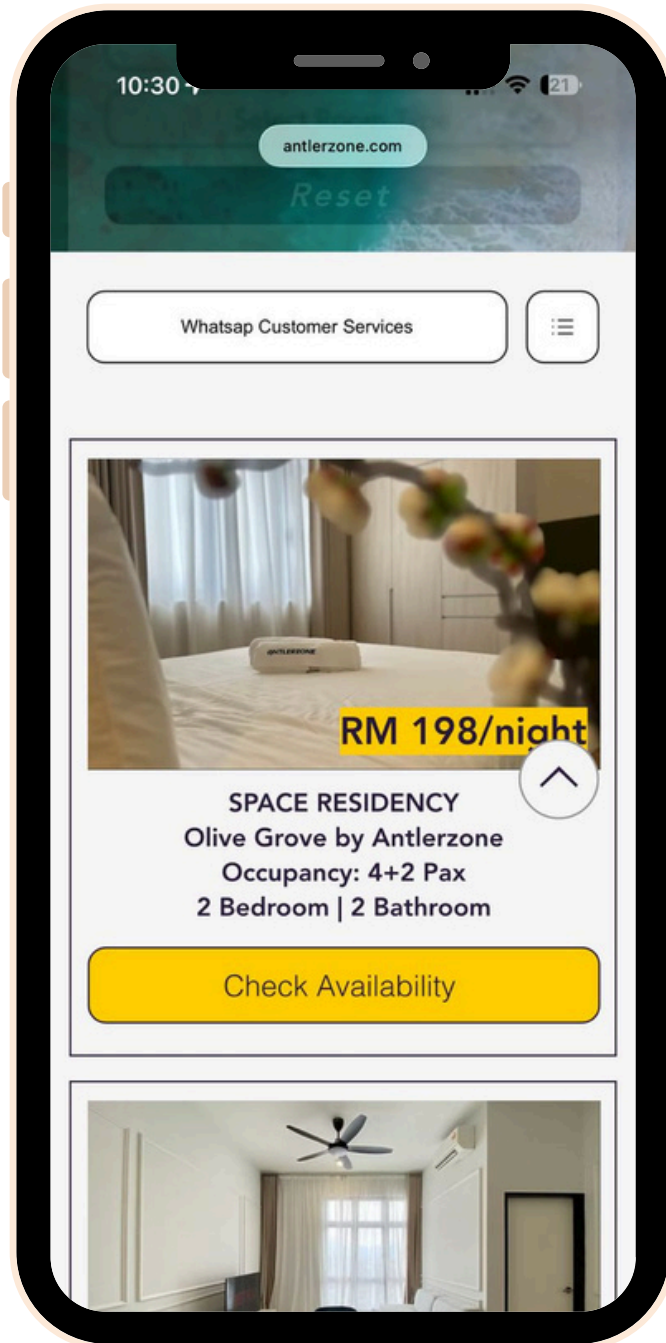 10:30
21
antlerzone.com
Reset
Whatsap Customer Services
ANTLERZONE
RM 198/night
SPACE RESIDENCY
Olive Grove by Antlerzone
Occupancy: 4+2 Pax
2 Bedroom | 2 Bathroom
Check Availability